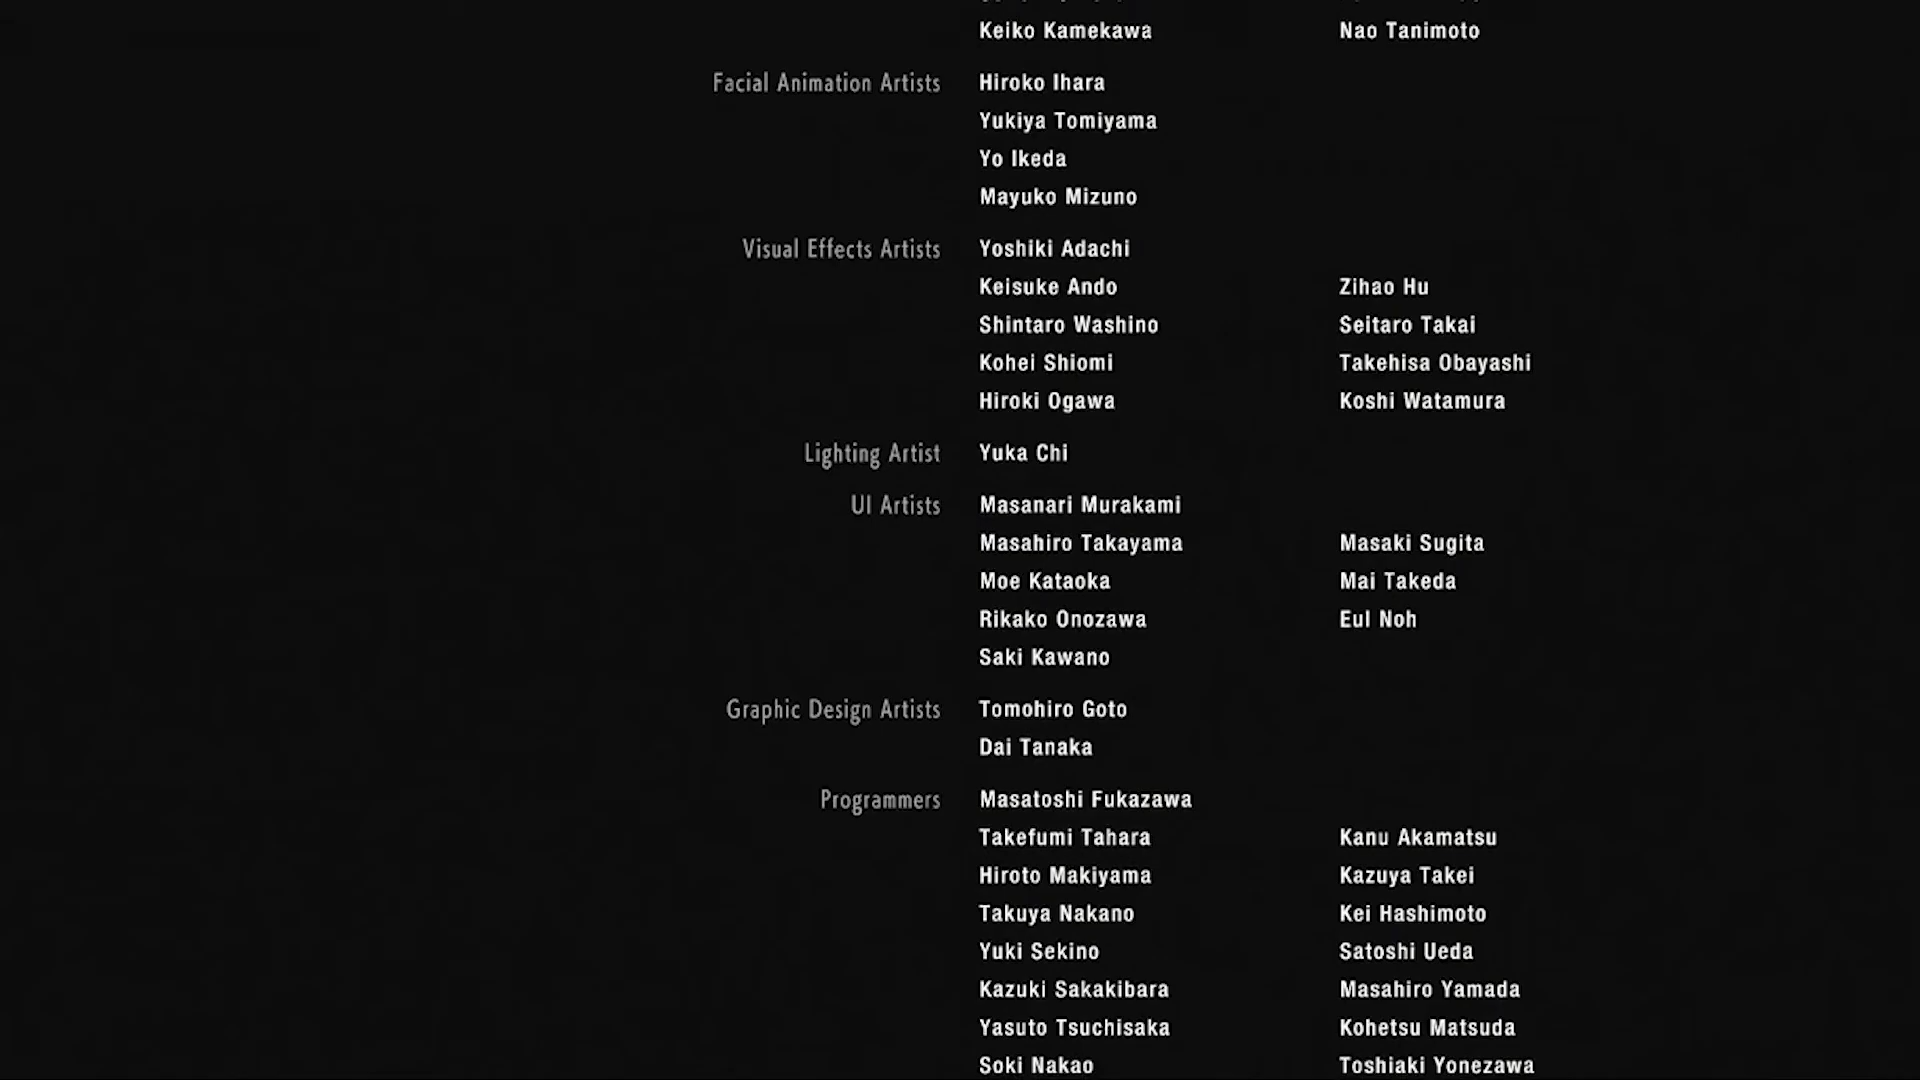 Keiko Kamekawa Nao Tanimoto
Facial Animation Artists Hiroko Ihara
Yukiya Tomiyama
Yo Ikeda
Mayuko Mizuno
Visual Effects Artists Yoshiki Adachi
Keisuke Ando Zihao Hu
Shintaro Washino Seitaro Takai
Kohei Shiomi Takehisa Obayashi
Hiroki Ogawa Koshi Watamura
Lighting Artist Yuka Chi
UI Artists Masanari Murakami
Masahiro Takayama Masaki Sugita
Moe Kataoka Mai Takeda
Rikako Onozawa Eul Noh
Saki Kawano
Graphic Design Artists Tomohiro Goto
Dai Tanaka
Programmers Masatoshi Fukazawa
Takefumi Tahara Kanu Akamatsu
Hiroto Makiyama Kazuya Takei
Takuya Nakano Kei Hashimoto
Yuki Sekino Satoshi Ueda
Kazuki Sakakibara Masahiro Yamada
Yasuto Tsuchisaka Kohetsu Matsuda
Soki Nakao Toshiaki Yonezawa